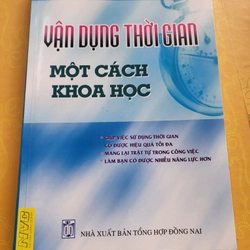 VẬN DỤNG THỜI GIAN
MỘT CÁCH
KHOA HỌC
- GIÚP VIỆC SỬ DỤNG THỜI GIAN
CÓ ĐƯỢC HIỆU QUẢ TỐI ĐA
- MANG LẠI TRẬT TỰ TRONG CÔNG VIỆC
- LÀM BẠN CÓ ĐƯỢC NHIỀU NĂNG LỰC HƠN
NVC
NHÀ XUẤT BẢN TỔNG HỢP ĐỒNG NAI